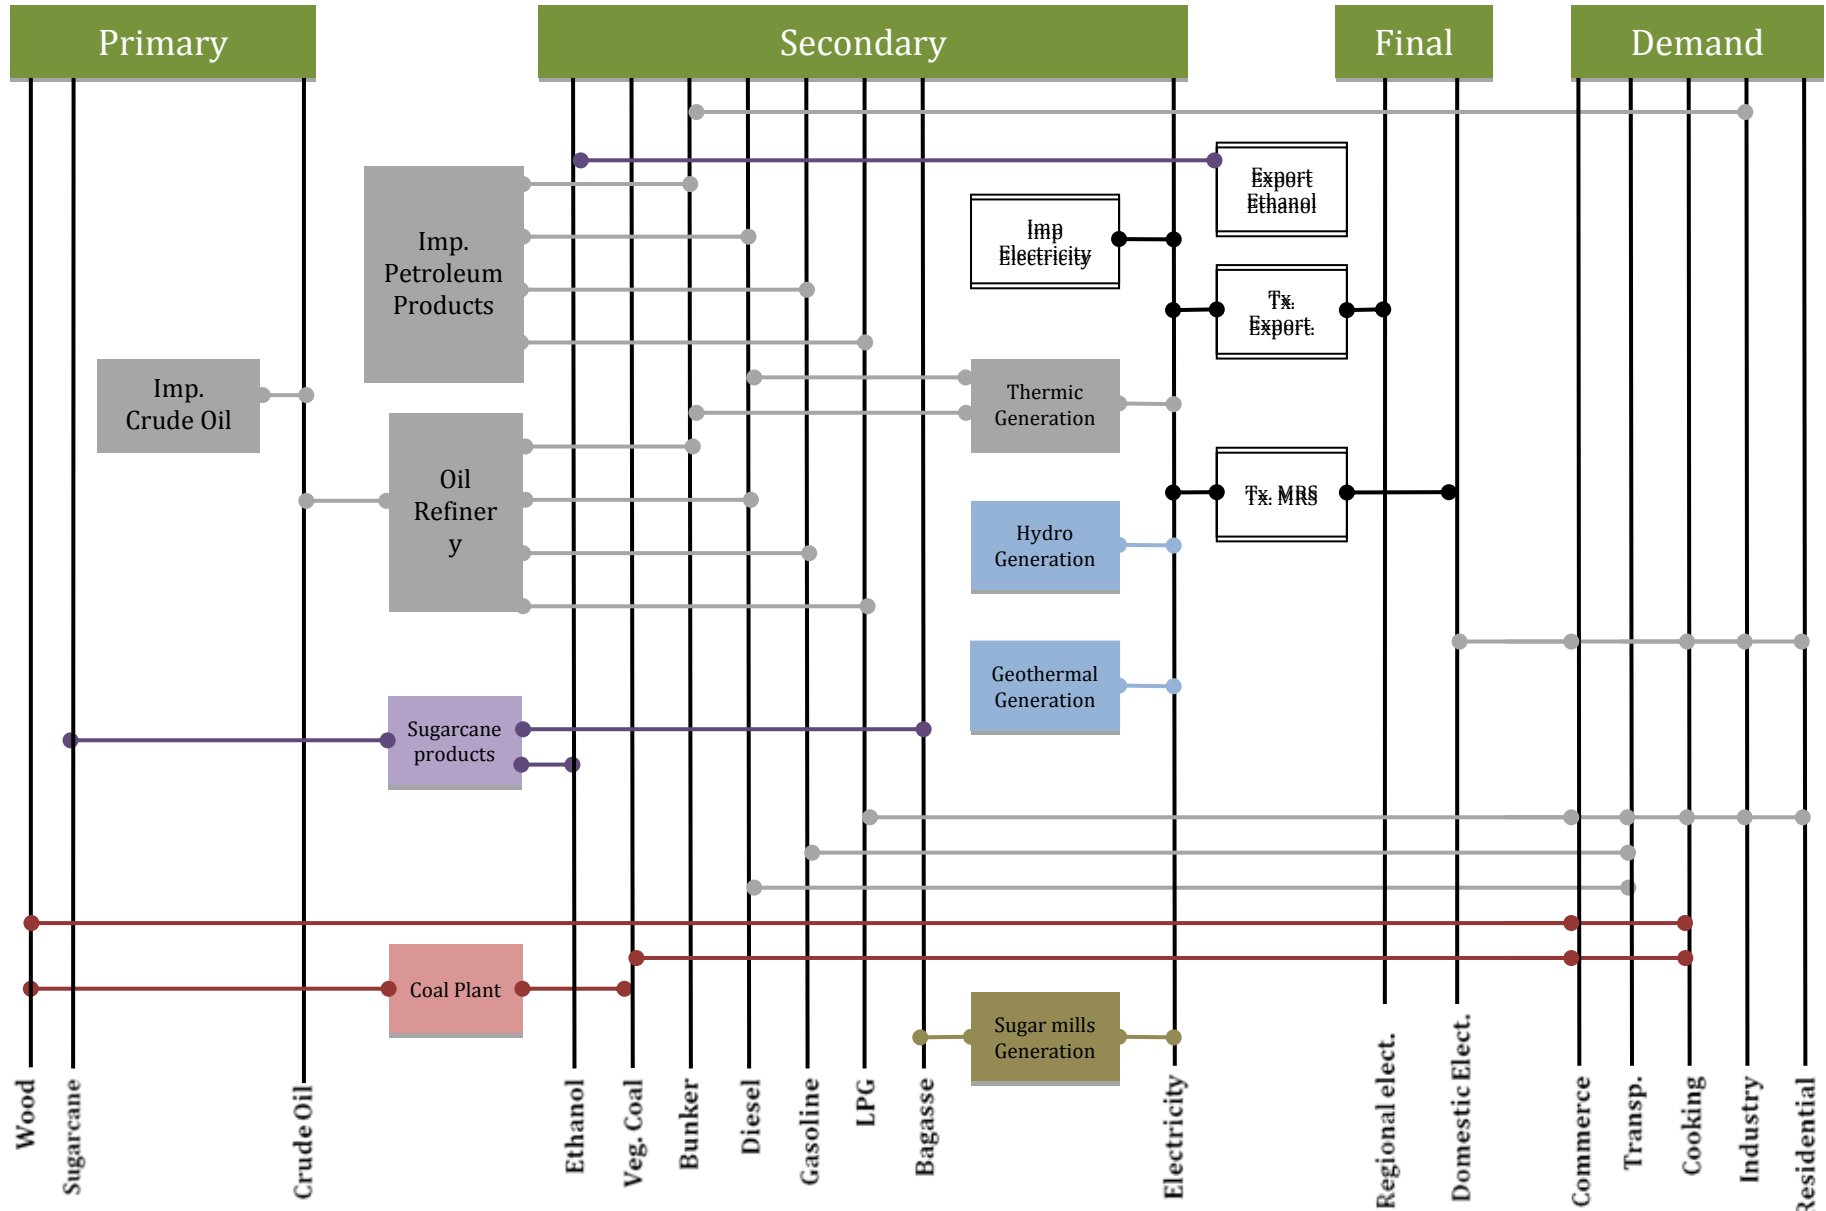 Primary
Secondary
Final
Demand
Export
Ethanol
Imp
Electricity
Imp.
Petroleum
Products
Tx.
Export.
Imp.
Crude Oil
Thermic
Generation
Oil
Refiner
y
Tx. MRS
Hydro
Generation
Geothermal
Generation
Sugarcane
products
Coal Plant
Sugar mills
Generation
Wood
Sugarcane
Crude Oil
Ethanol
Veg. Coal
Bunker
Diesel
Gasoline
LPG
Bagassse
Electricity
Regional elect.
Domestic Elect.
Commerce
Transp.
Cooking
Industry
Residential